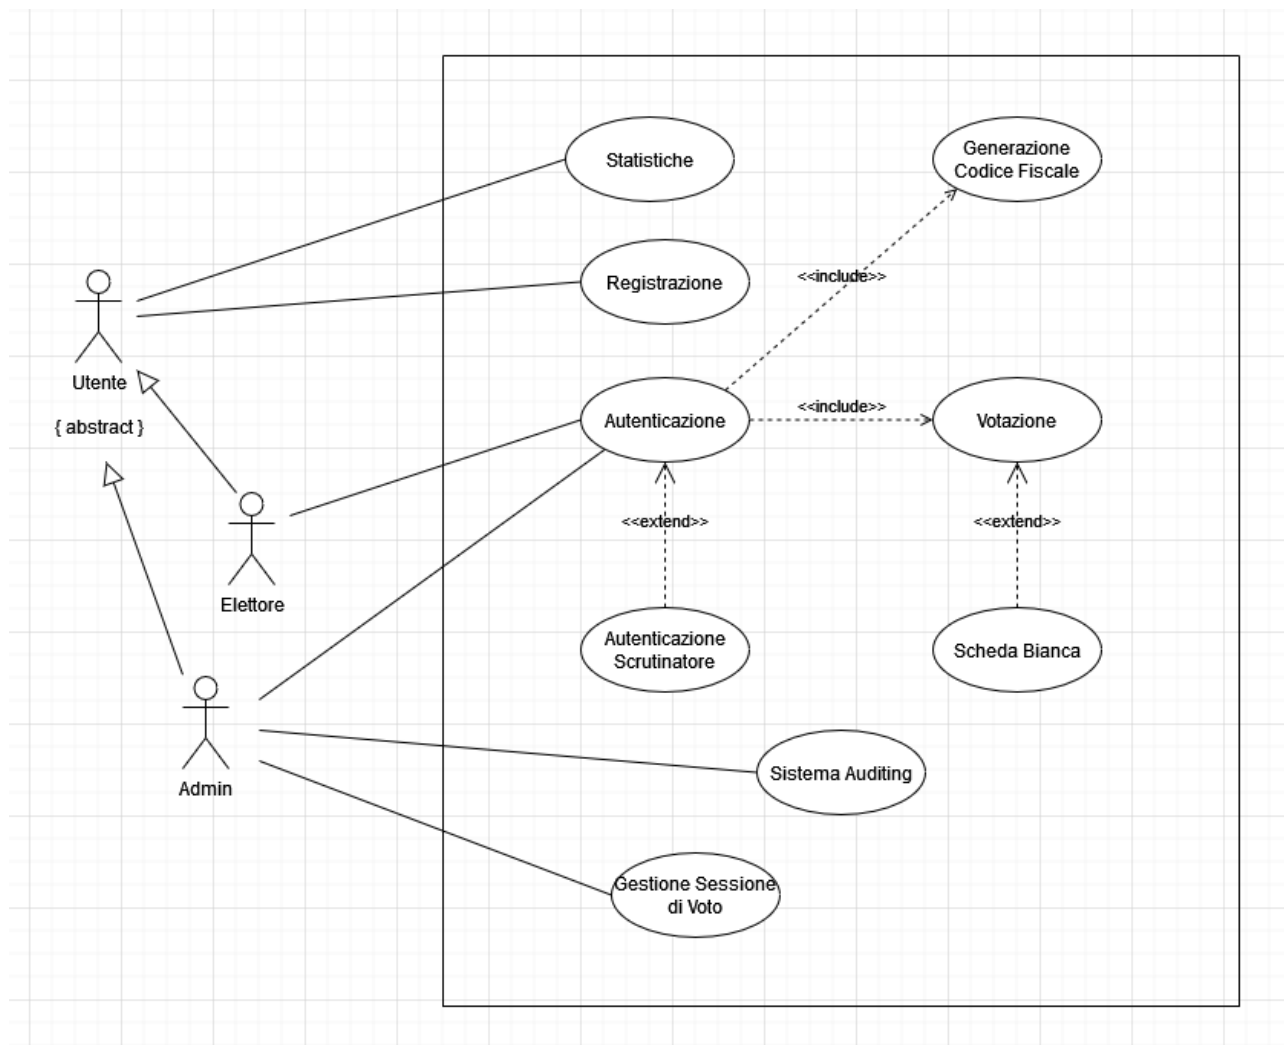 Statistiche
Generazione
Codice Fiscale
<<include>>
Registrazione
Utente
{ abstract }
Autenticazione
<<include>>
Votazione
<<extend>>
<<extend>>
Elettore
Autenticazione
Scrutinatore
Scheda Bianca
Admin
Sistema Auditing
Gestione Sessione
di Voto